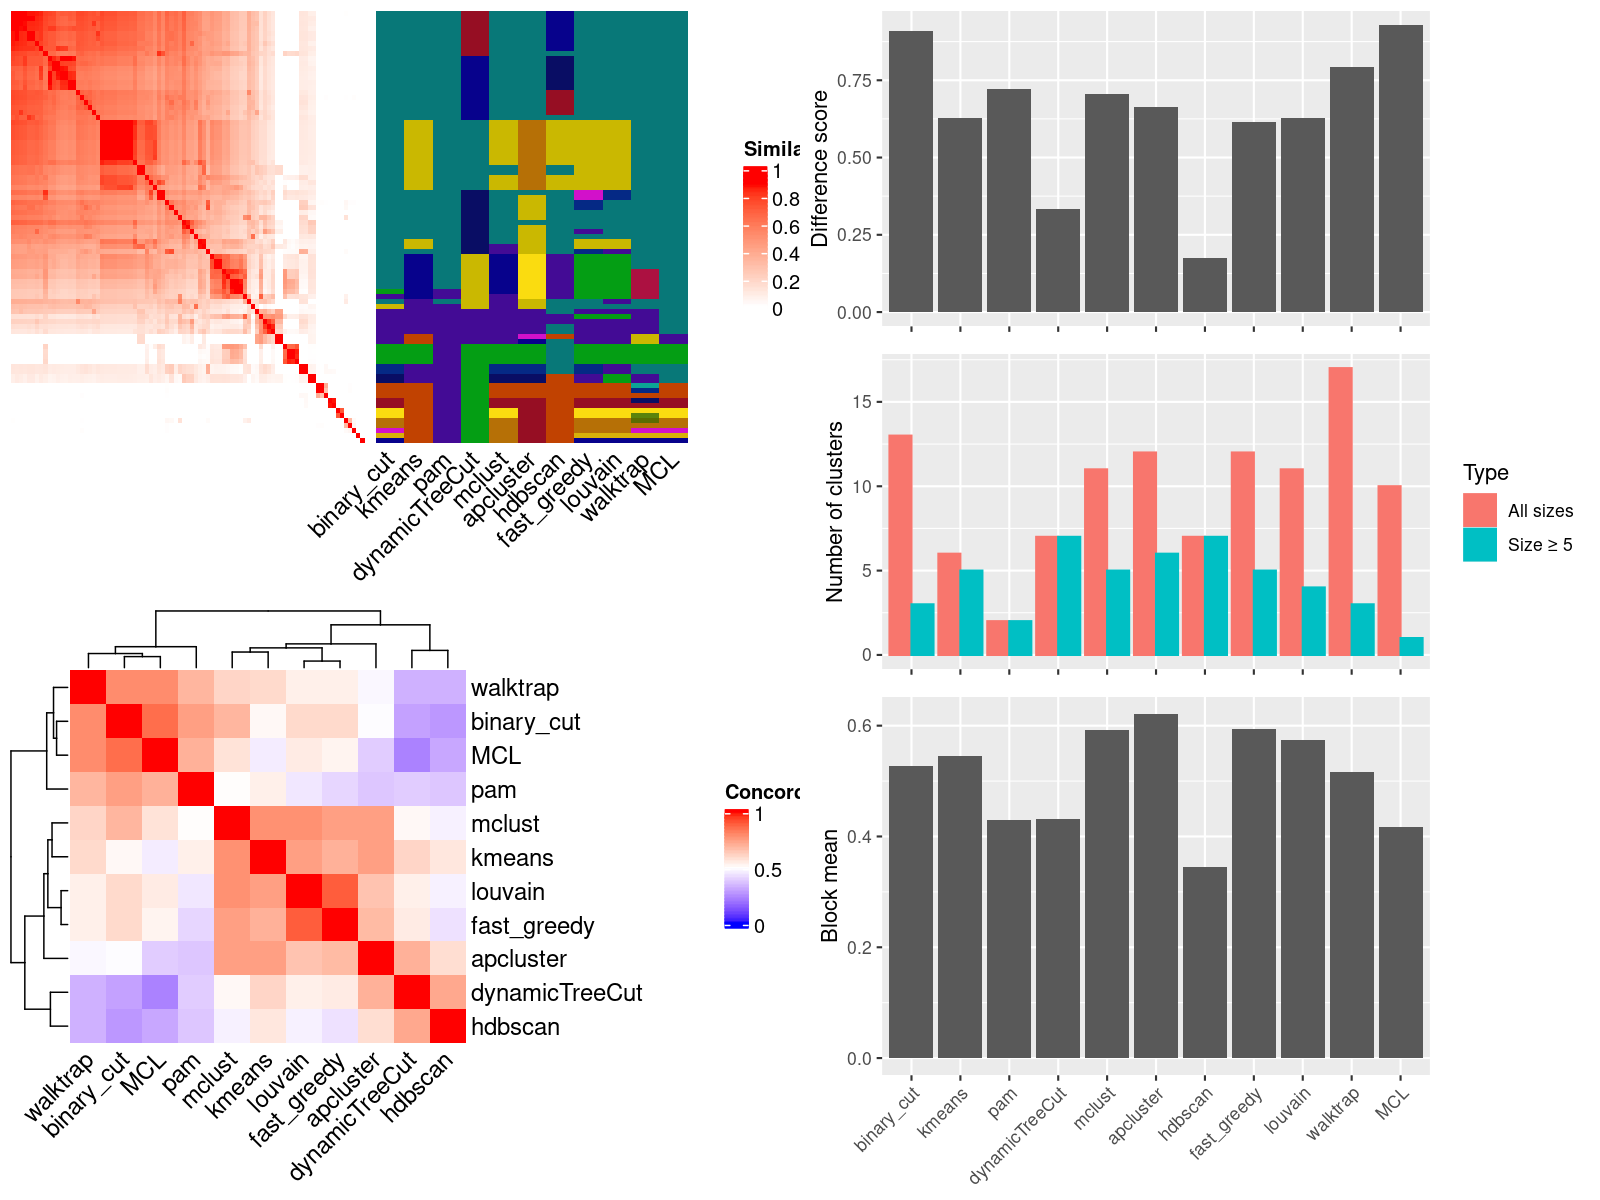 Simila
1
0.8
0.6
0.4
0.2
0
binary_cut
kmeans
pam
dynamicTreeCut
mclust
apcluster
hdbscan
fast_greedy
louvain
walktrap
MCL
walktrap
binary_cut
MCL
pam
mclust
kmeans
louvain
fast_greedy
apcluster
dynamicTreeCut
hdbscan
walktrap
binary_cut
MCL
pam
mclust
kmeans
louvain
fast_greedy
apcluster
dynamicTreeCut
hdbscan
Concord
1
0.5
0
Difference score
0.75
0.50
0.25
0.00
Number of clusters
15
10
5
0
Type
All sizes
Size ≥ 5
Block mean
0.6
0.4
0.2
0.0
binary_cut
kmeans
pam
dynamicTreeCut
mclust
apcluster
hdbscan
fast_greedy
louvain
walktrap
MCL